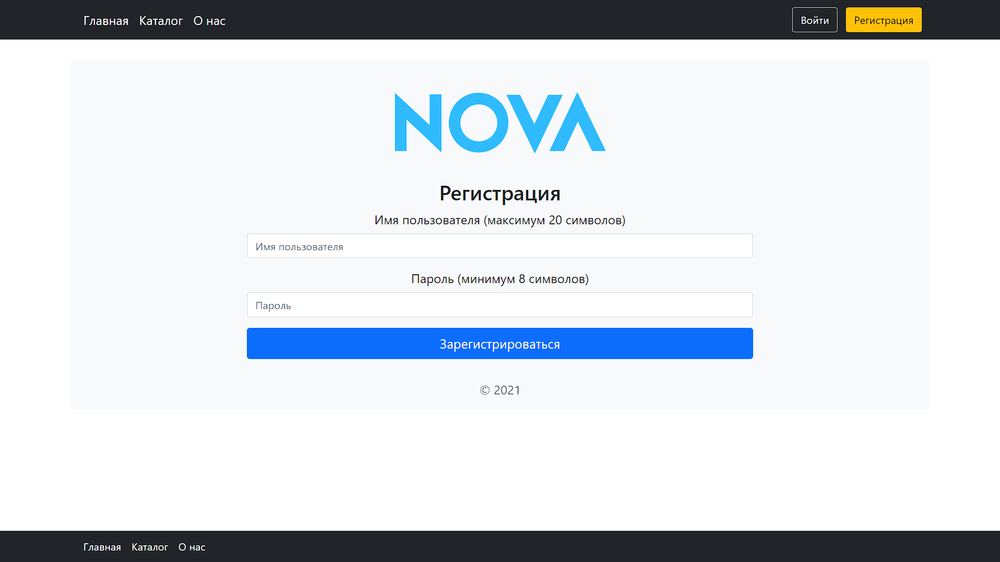 Главная Каталог О нас Войти Регистрация
NOVA
Регистрация
Имя пользователя (максимум 20 символов)
Имя пользователя
Пароль (минимум 8 символов)
Пароль
Зарегистрироваться
© 2021
Главная Каталог О нас